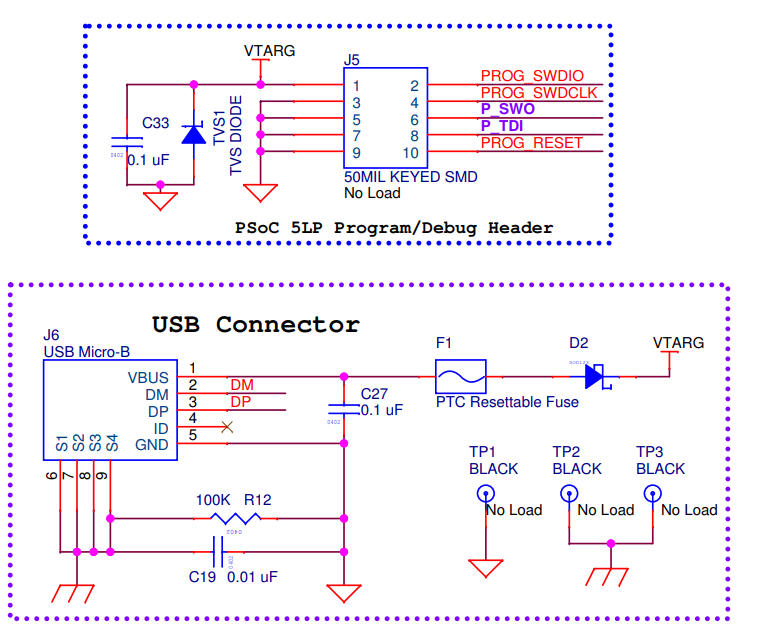 VTARG
J5
1 2 PROG_SWDIO
3 4 PROG_SWDCLK
5 6 P_SWO
7 8 P_TDI
9 10 PROG_RESET
C33
0402
0.1 uF
TVS1
TVS DIODE
50MIL KEYED SMD
No Load
PSoC 5LP Program/Debug Header
USB Connector
J6
USB Micro-B
VBUS 1
DM 2 DM
DP 3 DP
ID 4
GND 5
S1 S2 S3 S4
6 7 8 9
C27
0.1 uF
0402
F1
PTC Resettable Fuse
D2
VTARG
100K R12
0402
C19 0.01 uF
0402
TP1
BLACK
No Load
TP2
BLACK
No Load
TP3
BLACK
No Load